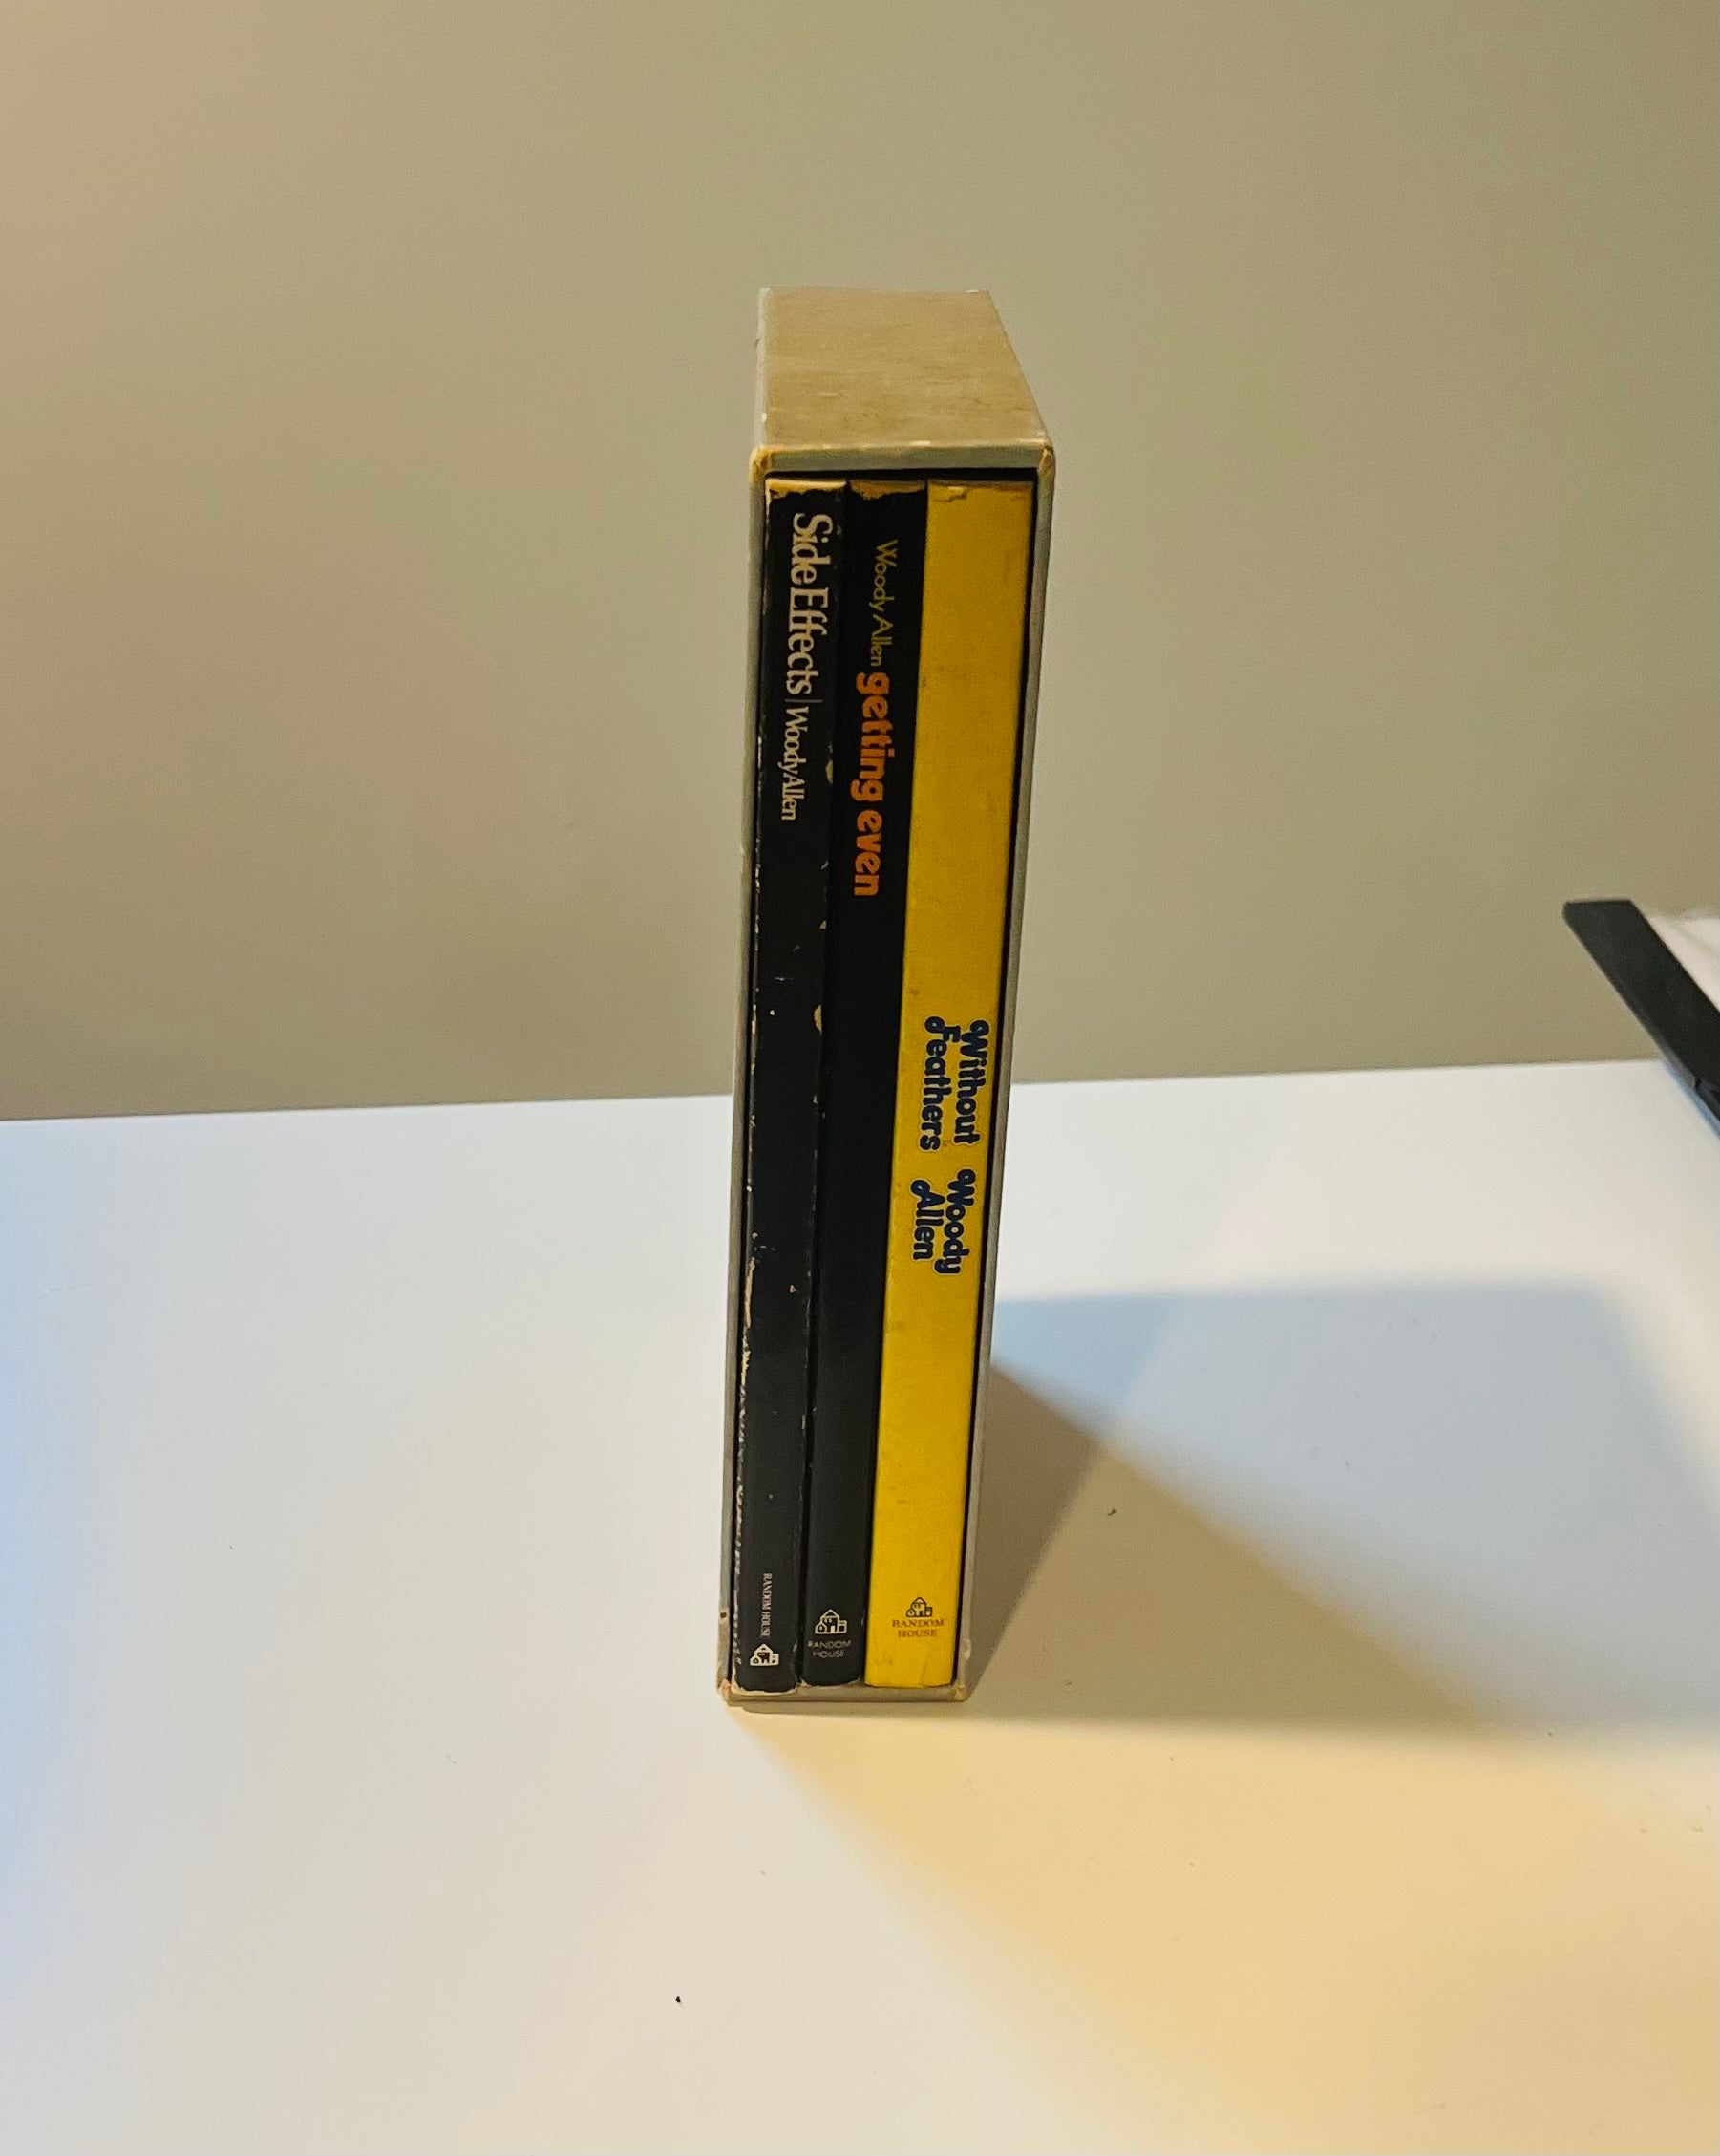 Side Effects | Woody Allen
RANDOM HOUSE
Woody Allen getting even
RANDOM
HOUSE
Without
Feathers
Woody
Allen
RANDOM
HOUSE